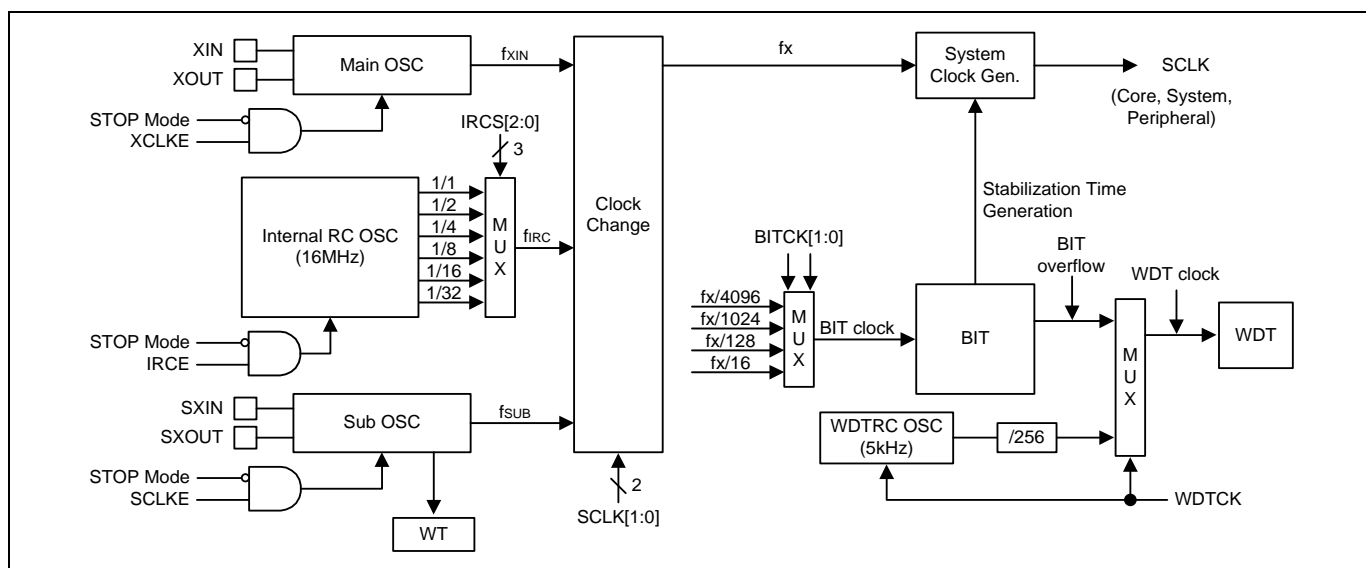 XIN
XOUT
Main OSC
fXIN
STOP Mode
XCLKE
IRCS[2:0]
3
Internal RC OSC
(16MHz)
1/1
1/2
1/4
1/8
1/16
1/32
M
U
X
fIRC
STOP Mode
IRCE
SXIN
SXOUT
Sub OSC
fSUB
STOP Mode
SCLKE
WT
Clock
Change
2
SCLK[1:0]
fx
System
Clock Gen.
SCLK
(Core, System,
Peripheral)
Stabilization Time
Generation
BITCK[1:0]
fx/4096
fx/1024
fx/128
fx/16
M
U
X
BIT clock
BIT
BIT
overflow
WDT clock
M
U
X
WDT
WDTRC OSC
(5kHz)
/256
WDTCK